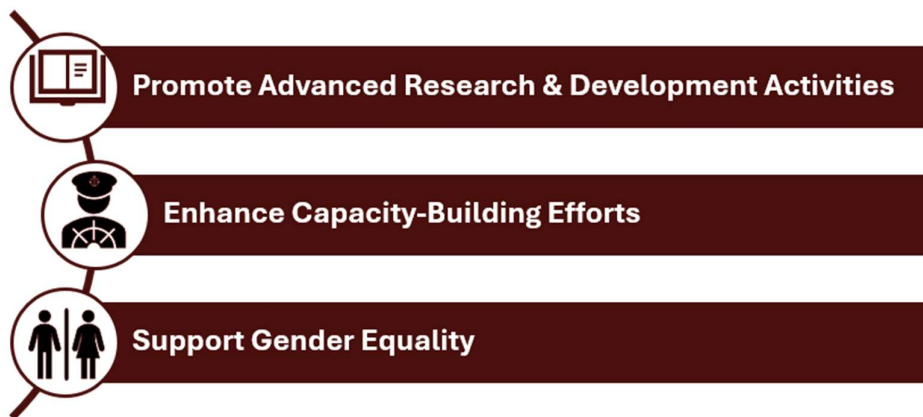 Promote Advanced Research & Development Activities
Enhance Capacity-Building Efforts
Support Gender Equality